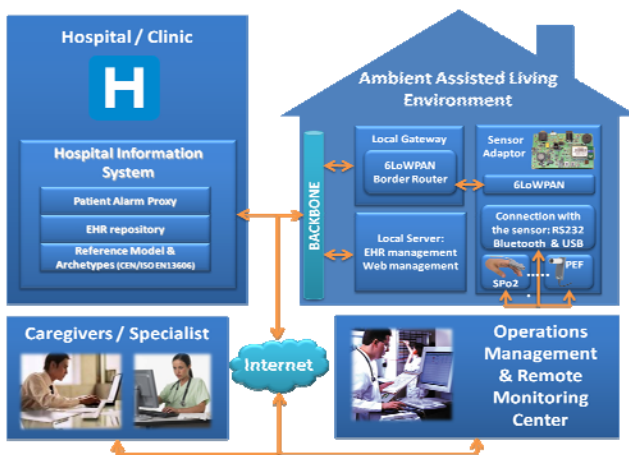 Hospital / Clinic
H
Hospital Information
System
Patient Alarm Proxy
EHR repository
Reference Model &
Archetypes (CEN/ISO EN13606)
Ambient Assisted Living
Environment
BACKBONE
Local Gateway
6LoWPAN
Border Router
Sensor
Adaptor
6LoWPAN
Local Server:
EHR management
Web management
Connection with
the sensor: RS232
Bluetooth & USB
SPo2
PEF
Caregivers / Specialist
Internet
Operations
Management
& Remote
Monitoring
Center